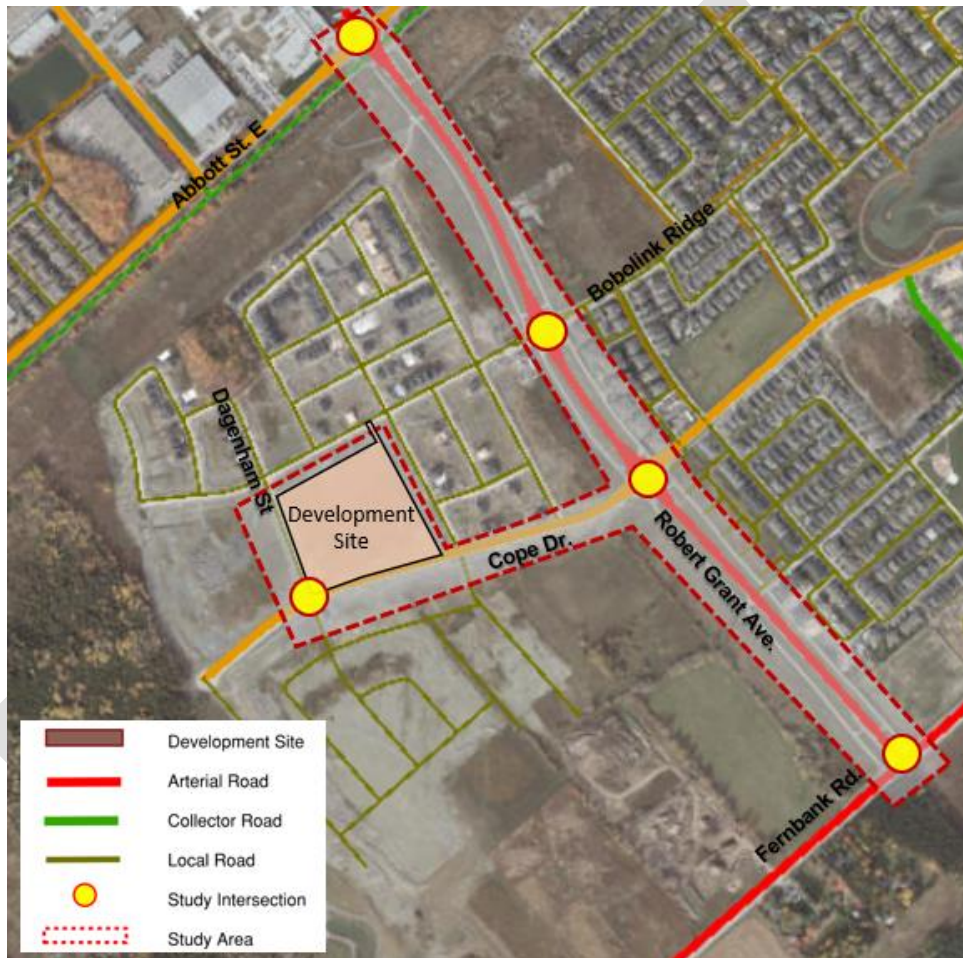 Abbott St. E
Bobolink Ridge
Dagenham St
Development
Site
Cope Dr.
Robert Grant Ave.
Fernbank Rd.
Development Site
Arterial Road
Collector Road
Local Road
Study Intersection
Study Area